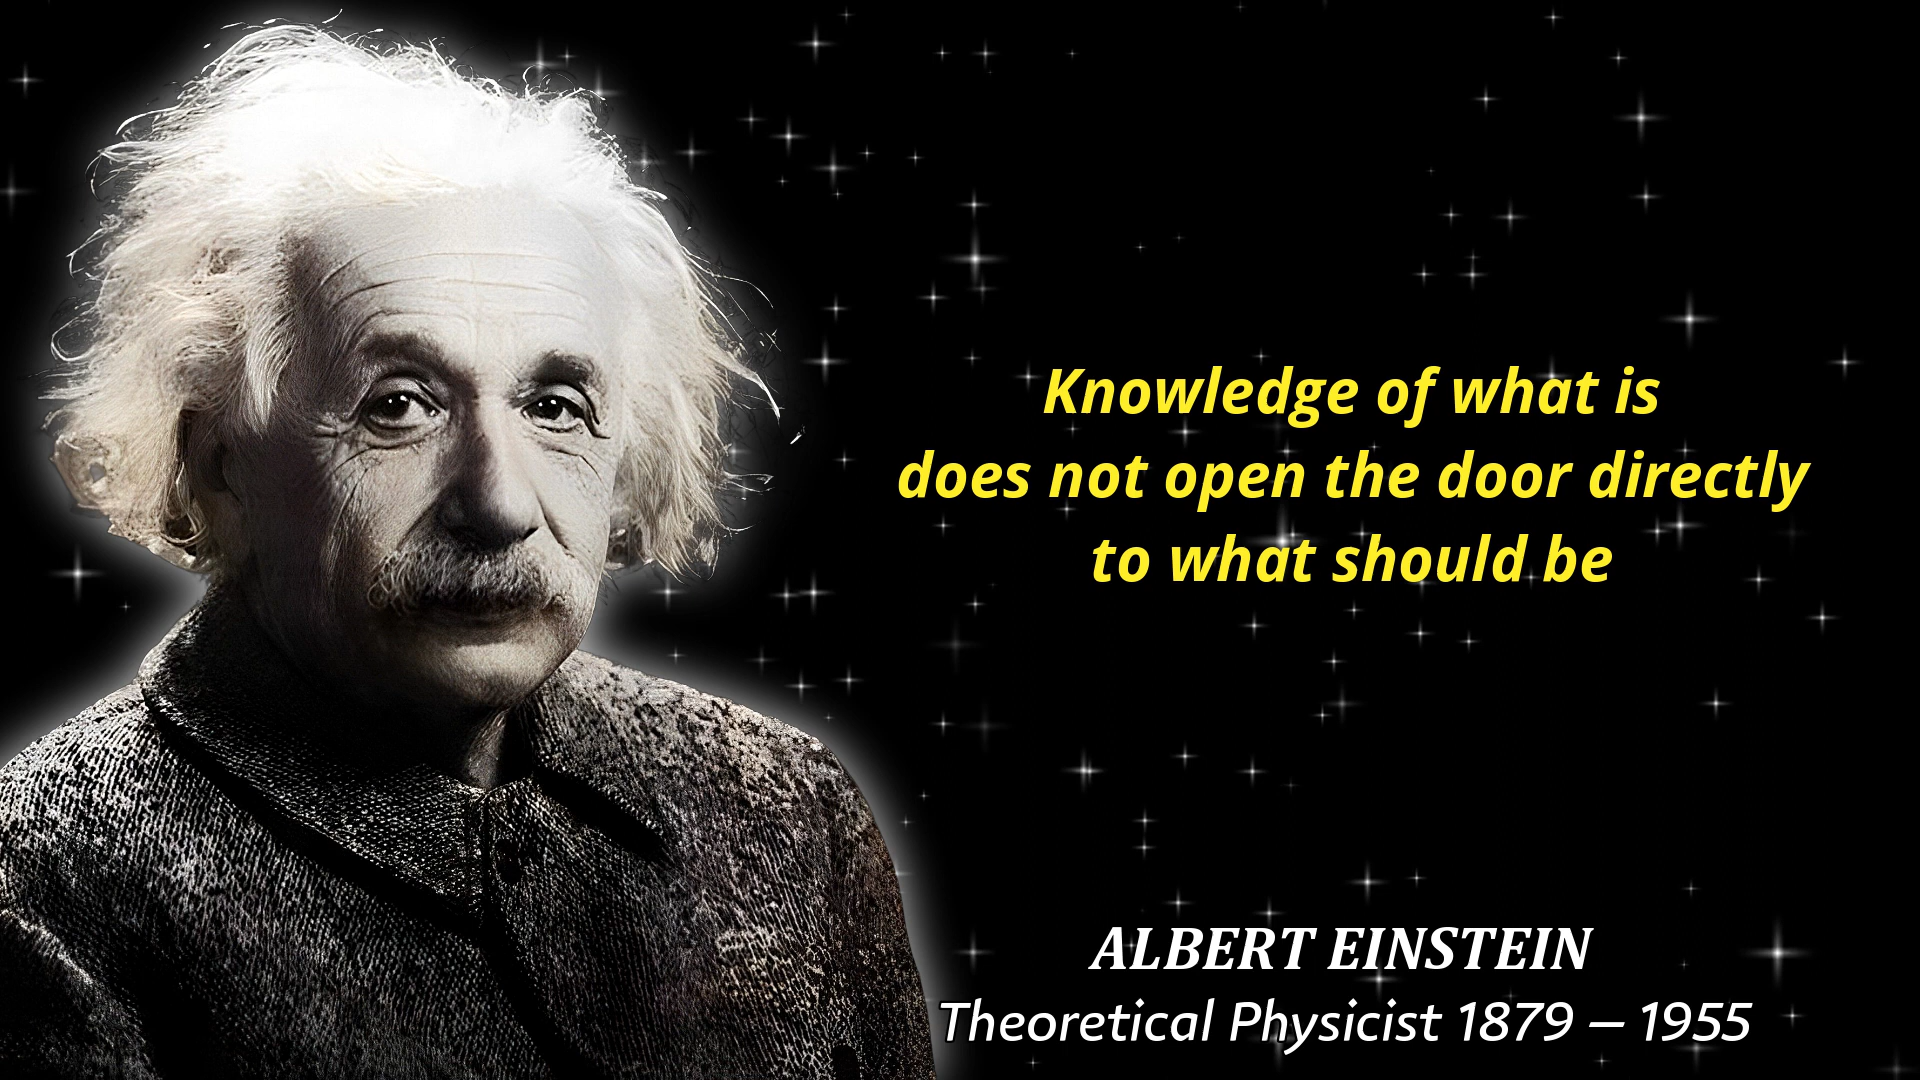 Knowledge of what is
does not open the door directly
to what should be
ALBERT EINSTEIN
Theoretical Physicist 1879 – 1955